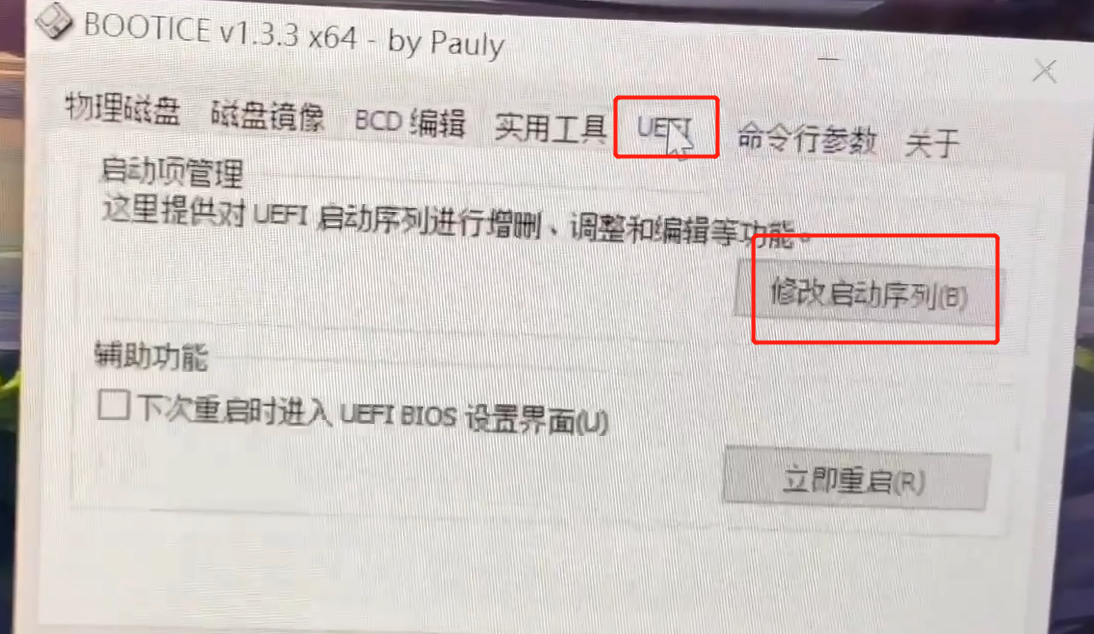 BOOTICE v1.3.3 x64 - by Pauly
物理磁盘 磁盘镜像 BCD 编辑 实用工具 UEFI 命令行参数 关于
启动项管理
这里提供对 UEFI 启动序列进行增删、调整和编辑等功能。
修改启动序列(B)
辅助功能
下次重启时进入 UEFI BIOS 设置界面(U)
立即重启(R)